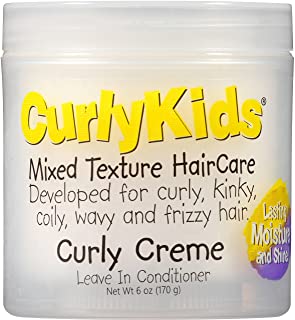 CurlyKids®
Mixed Texture HairCare
Developed for curly, kinky,
coily, wavy and frizzy hair.
Lasting
Moisture
and Shine
Curly Creme
Leave In Conditioner
Net Wt 6 oz (170 g)